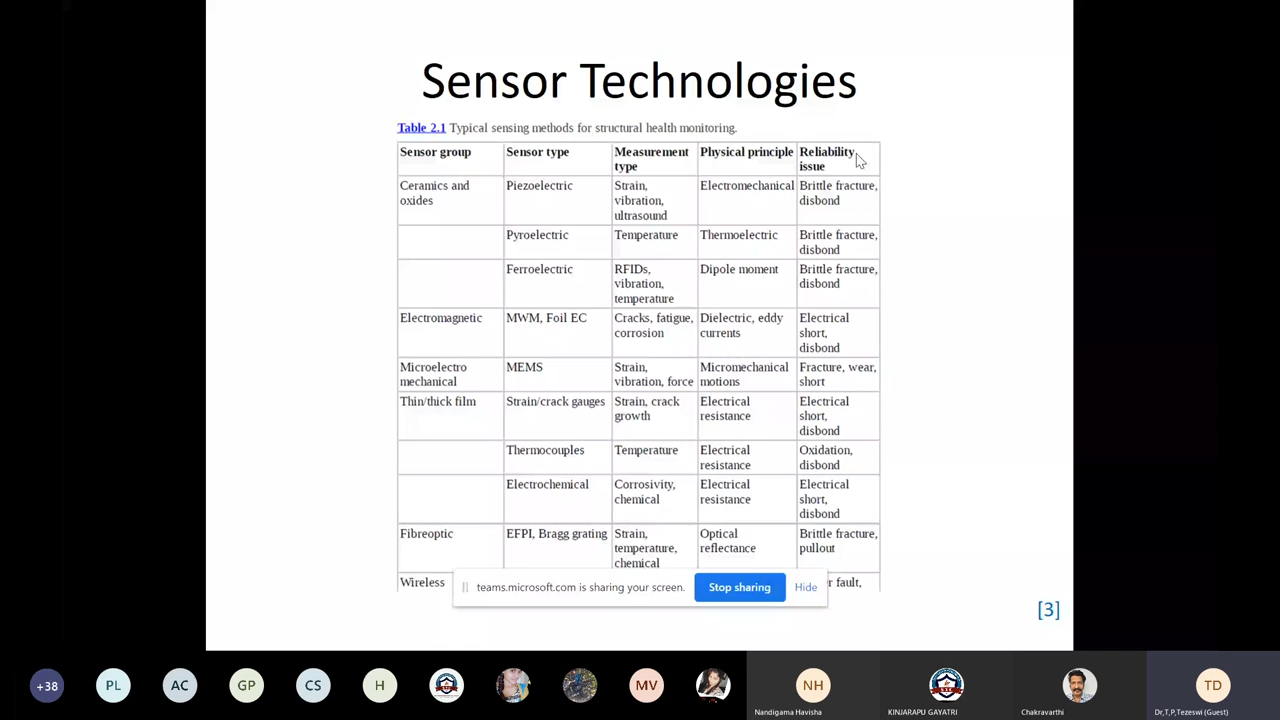 Sensor Technologies
Table 2.1 Typical sensing methods for structural health monitoring.
Sensor group Sensor type Measurement type Physical principle Reliability issue
Ceramics and oxides Piezoelectric Strain, vibration, ultrasound Electromechanical Brittle fracture, disbond
Pyroelectric Temperature Thermoelectric Brittle fracture, disbond
Ferroelectric RFIDs, vibration, temperature Dipole moment Brittle fracture, disbond
Electromagnetic MWM, Foil EC Cracks, fatigue, corrosion Dielectric, eddy currents Electrical short, disbond
Microelectro mechanical MEMS Strain, vibration, force Micromechanical motions Fracture, wear, short
Thin/thick film Strain/crack gauges Strain, crack growth Electrical resistance Electrical short, disbond
Thermocouples Temperature Electrical resistance Oxidation, disbond
Electrochemical Corrosivity, chemical Electrical resistance Electrical short, disbond
Fibreoptic EFPI, Bragg grating Strain, temperature, chemical Optical reflectance Brittle fracture, pullout
Wireless fault,
teams.microsoft.com is sharing your screen. Stop sharing Hide
[3]
+38 PL AC GP CS H MV NH TD
Nandigama Havisha KINJARAPU GAYATRI Chakravarthi Dr,T,P,Tezeswi (Guest)